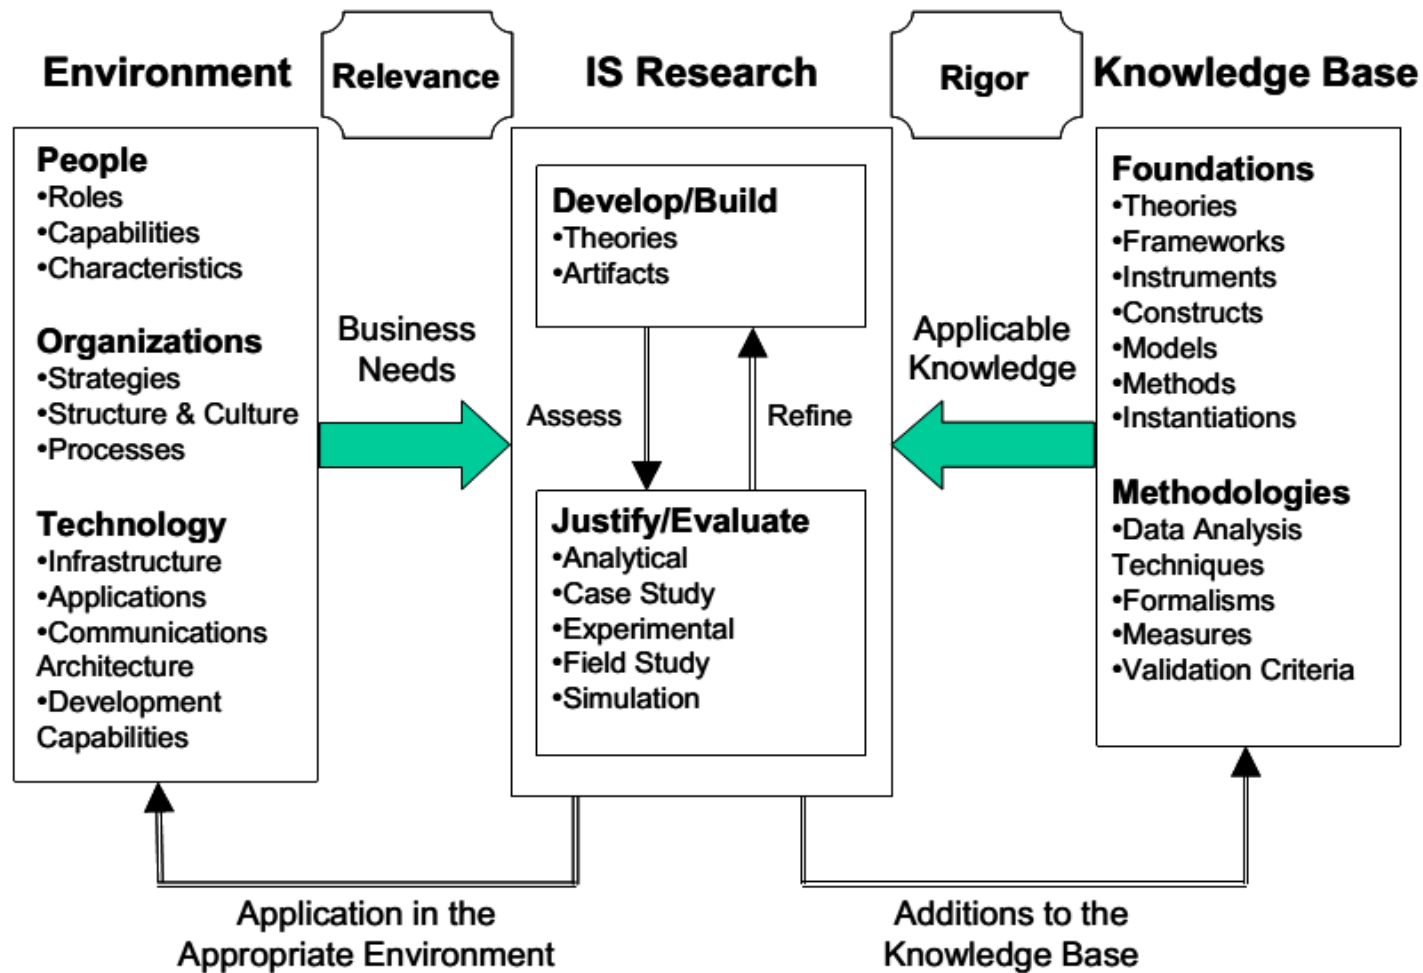 Environment
Relevance
IS Research
Rigor
Knowledge Base
People
•Roles
•Capabilities
•Characteristics
Organizations
•Strategies
•Structure & Culture
•Processes
Technology
•Infrastructure
•Applications
•Communications
Architecture
•Development
Capabilities
Business
Needs
Develop/Build
•Theories
•Artifacts
Assess
Refine
Justify/Evaluate
•Analytical
•Case Study
•Experimental
•Field Study
•Simulation
Applicable
Knowledge
Foundations
•Theories
•Frameworks
•Instruments
•Constructs
•Models
•Methods
•Instantiations
Methodologies
•Data Analysis
Techniques
•Formalisms
•Measures
•Validation Criteria
Application in the
Appropriate Environment
Additions to the
Knowledge Base